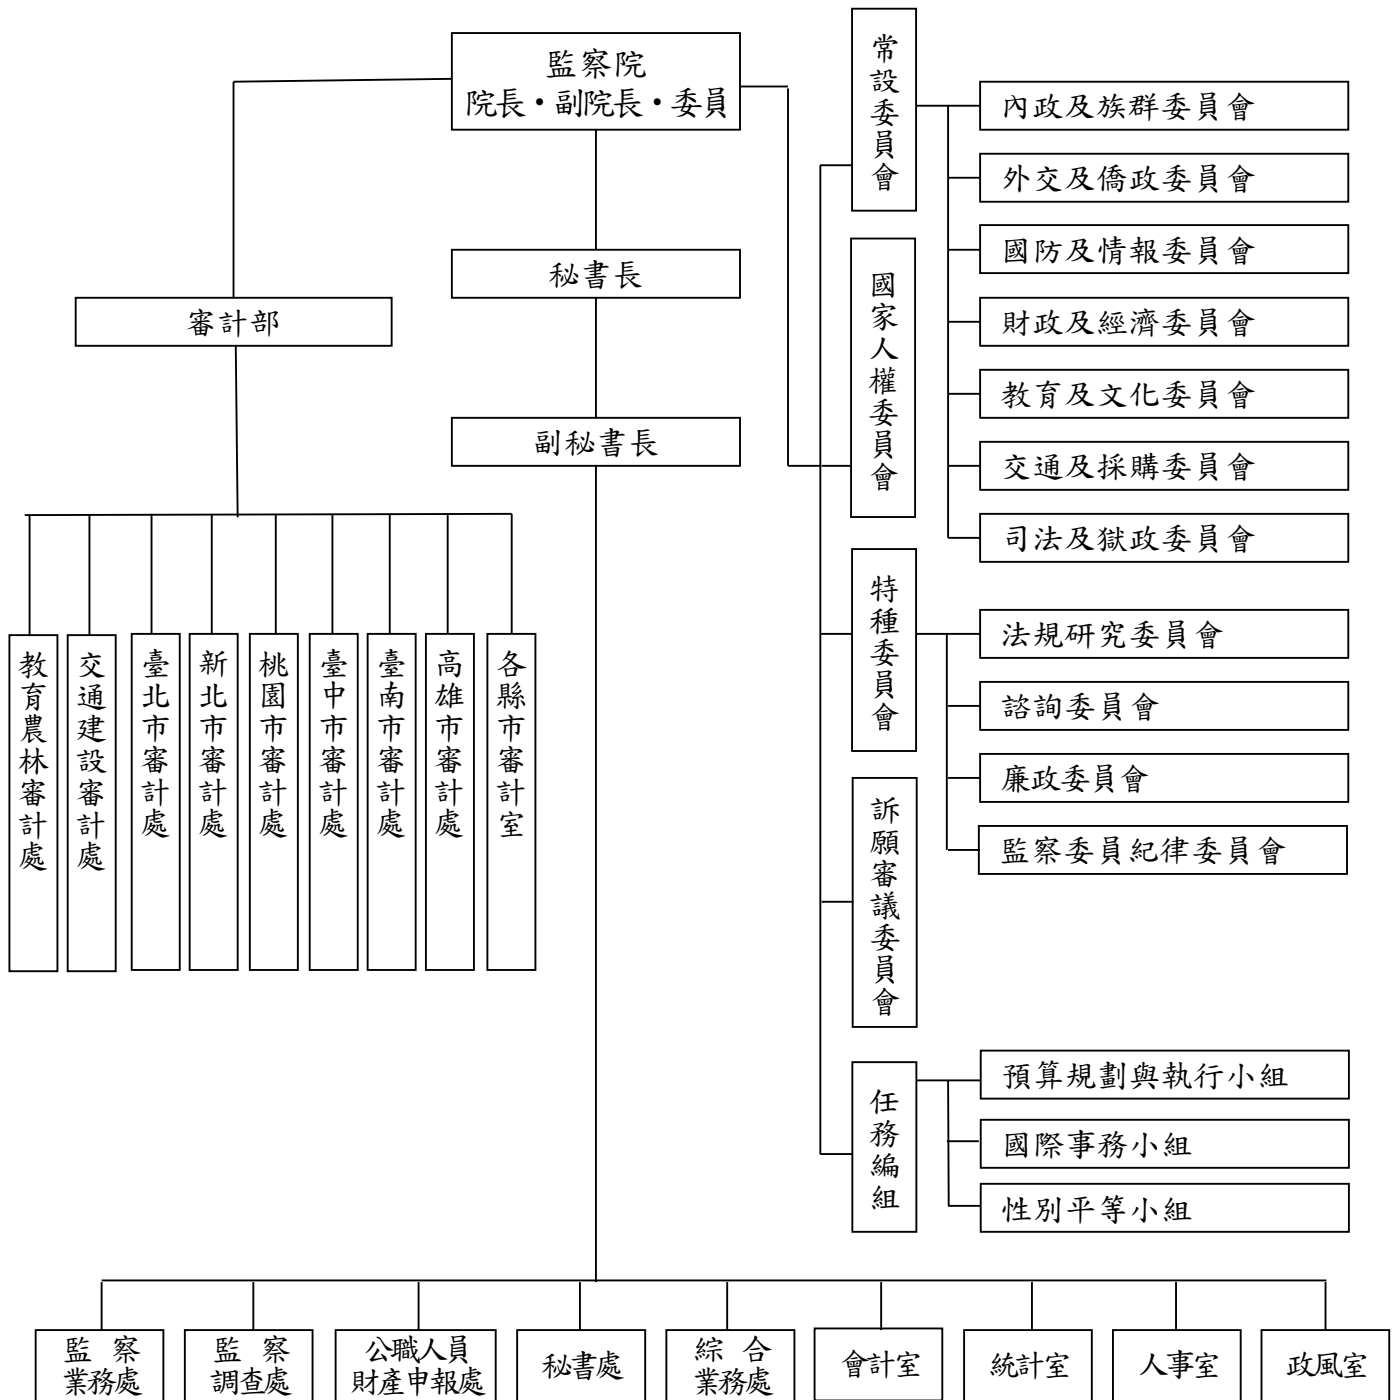 監察院
院長・副院長・委員
秘書長
副秘書長
審計部
教育農林審計處
交通建設審計處
臺北市審計處
新北市審計處
桃園市審計處
臺中市審計處
臺南市審計處
高雄市審計處
各縣市審計室
常設委員會
內政及族群委員會
外交及僑政委員會
國防及情報委員會
財政及經濟委員會
教育及文化委員會
交通及採購委員會
司法及獄政委員會
國家人權委員會
特種委員會
法規研究委員會
諮詢委員會
廉政委員會
監察委員紀律委員會
訴願審議委員會
任務編組
預算規劃與執行小組
國際事務小組
性別平等小組
監察
業務處
監察
調查處
公職人員
財產申報處
秘書處
綜合
業務處
會計室
統計室
人事室
政風室